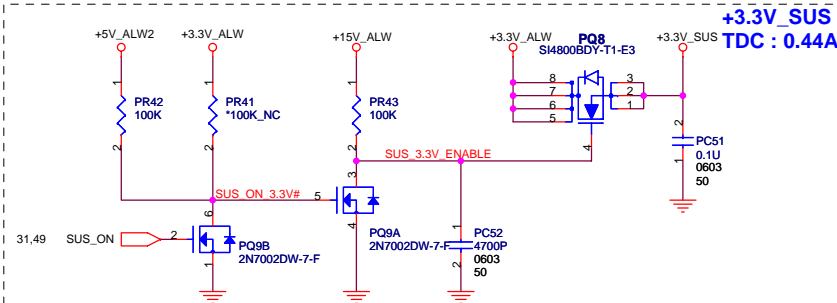 +3.3V_SUS
TDC : 0.44A
+5V_ALW2
+3.3V_ALW
+15V_ALW
+3.3V_ALW
PQ8
SI4800BDY-T1-E3
+3.3V_SUS
1
1
1
8
7
6
5
3
2
1
4
PR42
100K
PR41
*100K_NC
PR43
100K
2
2
2
SUS_3.3V_ENABLE
2
PC51
0.1U
0603
50
1
SUS_ON_3.3V#
5
3
4
PQ9A
2N7002DW-7-F
6
31,49
SUS_ON
2
1
PQ9B
2N7002DW-7-F
1
PC52
4700P
0603
50
2